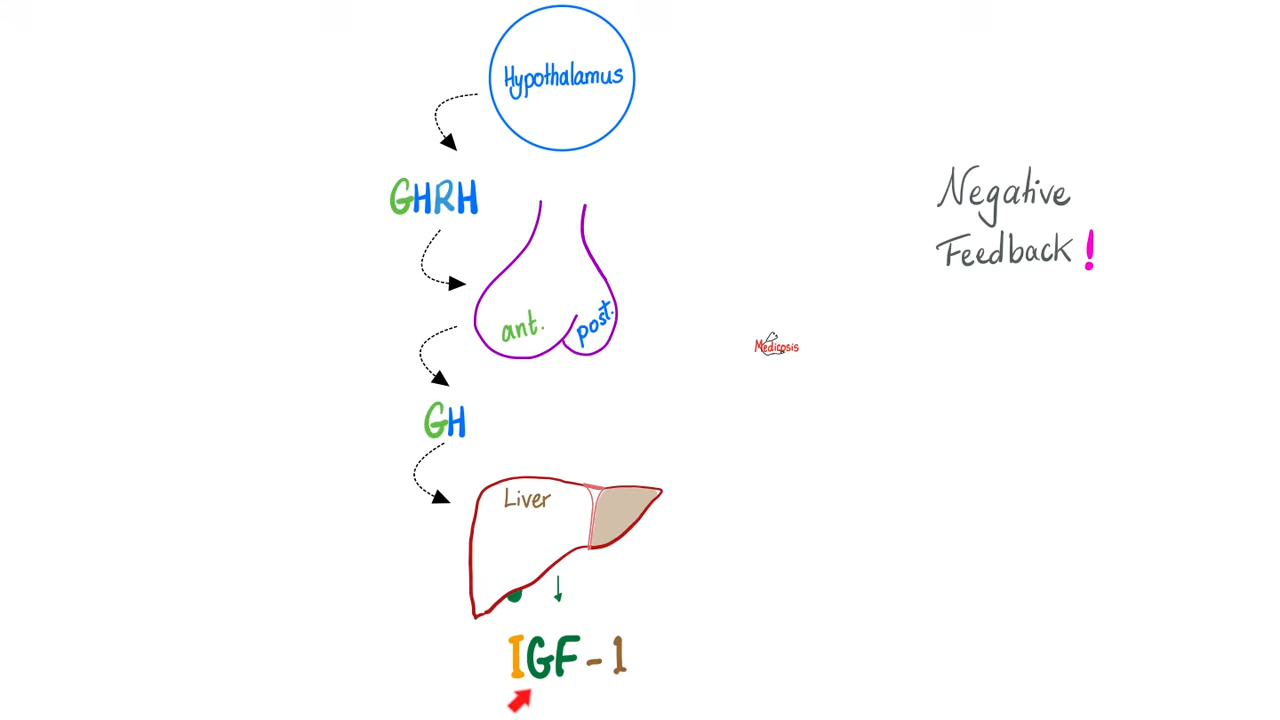 Hypothalamus
GHRH
Negative
Feedback!
ant.
post.
Medicosis
GH
Liver
IGF-1